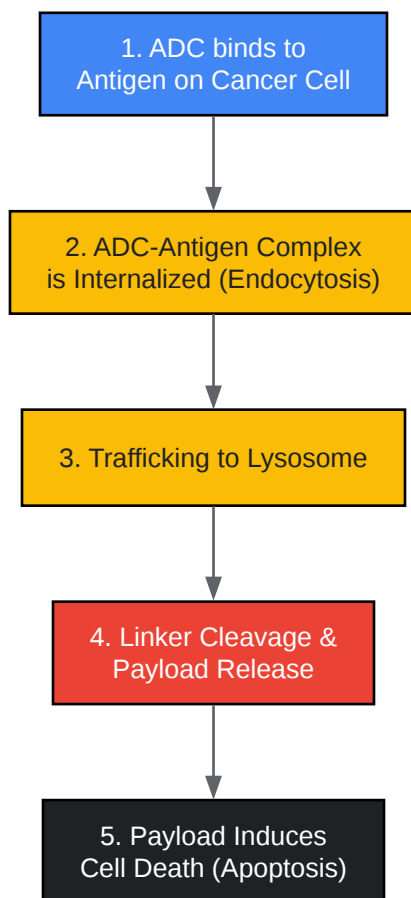 1. ADC binds to
Antigen on Cancer Cell
2. ADC-Antigen Complex
is Internalized (Endocytosis)
3. Trafficking to Lysosome
4. Linker Cleavage &
Payload Release
5. Payload Induces
Cell Death (Apoptosis)